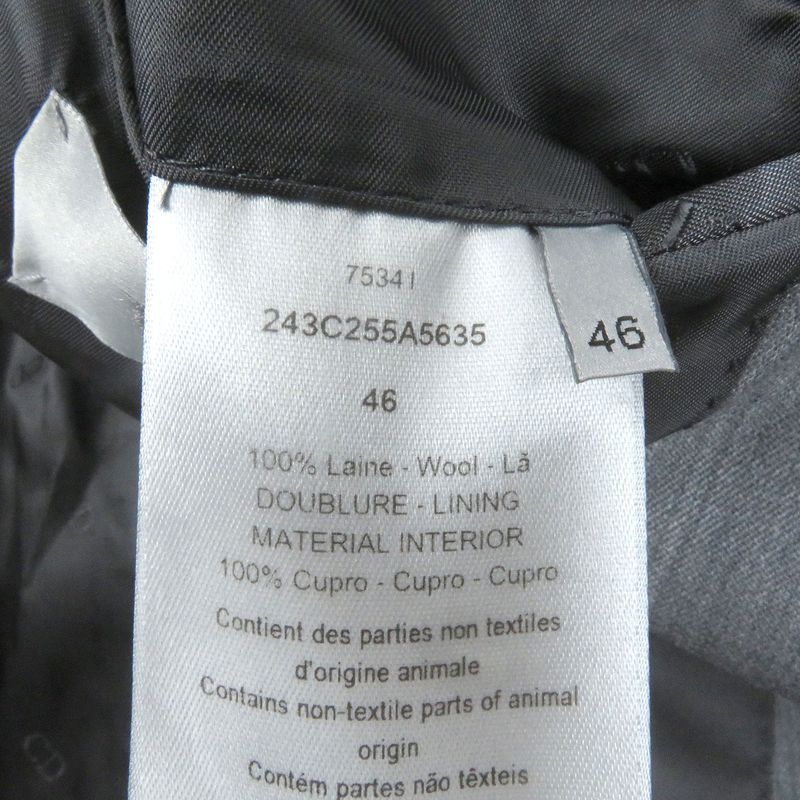 75341
243C255A5635
46
46
100% Laine - Wool - Lã
DOUBLURE - LINING
MATERIAL INTERIOR
100% Cupro - Cupro - Cupro
Contient des parties non textiles
d'origine animale
Contains non-textile parts of animal
origin
Contém partes não têxteis
CD